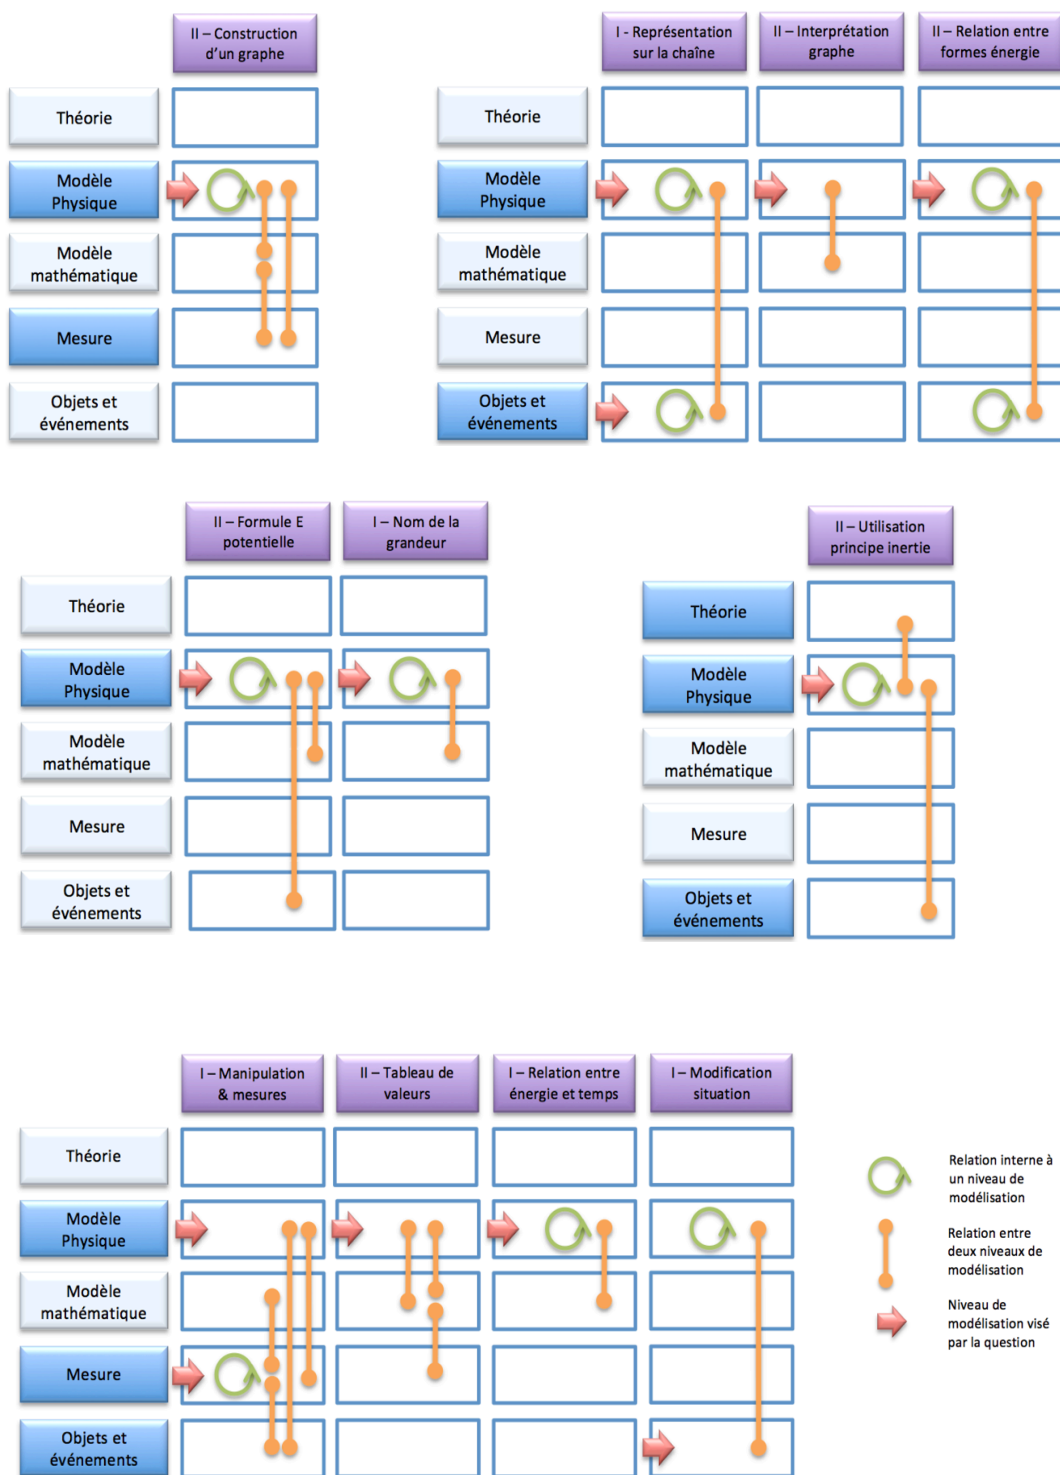 II – Construction
d'un graphe
Théorie
Modèle
Physique
Modèle
mathématique
Mesure
Objets et
événements
I - Représentation
sur la chaîne
II – Interprétation
graphe
II – Relation entre
formes énergie
Théorie
Modèle
Physique
Modèle
mathématique
Mesure
Objets et
événements
II – Formule E
potentielle
I – Nom de la
grandeur
Théorie
Modèle
Physique
Modèle
mathématique
Mesure
Objets et
événements
II – Utilisation
principe inertie
Théorie
Modèle
Physique
Modèle
mathématique
Mesure
Objets et
événements
I – Manipulation
& mesures
II – Tableau de
valeurs
I – Relation entre
énergie et temps
I – Modification
situation
Théorie
Modèle
Physique
Modèle
mathématique
Mesure
Objets et
événements
Relation interne à
un niveau de
modélisation
Relation entre
deux niveaux de
modélisation
Niveau de
modélisation visé
par la question